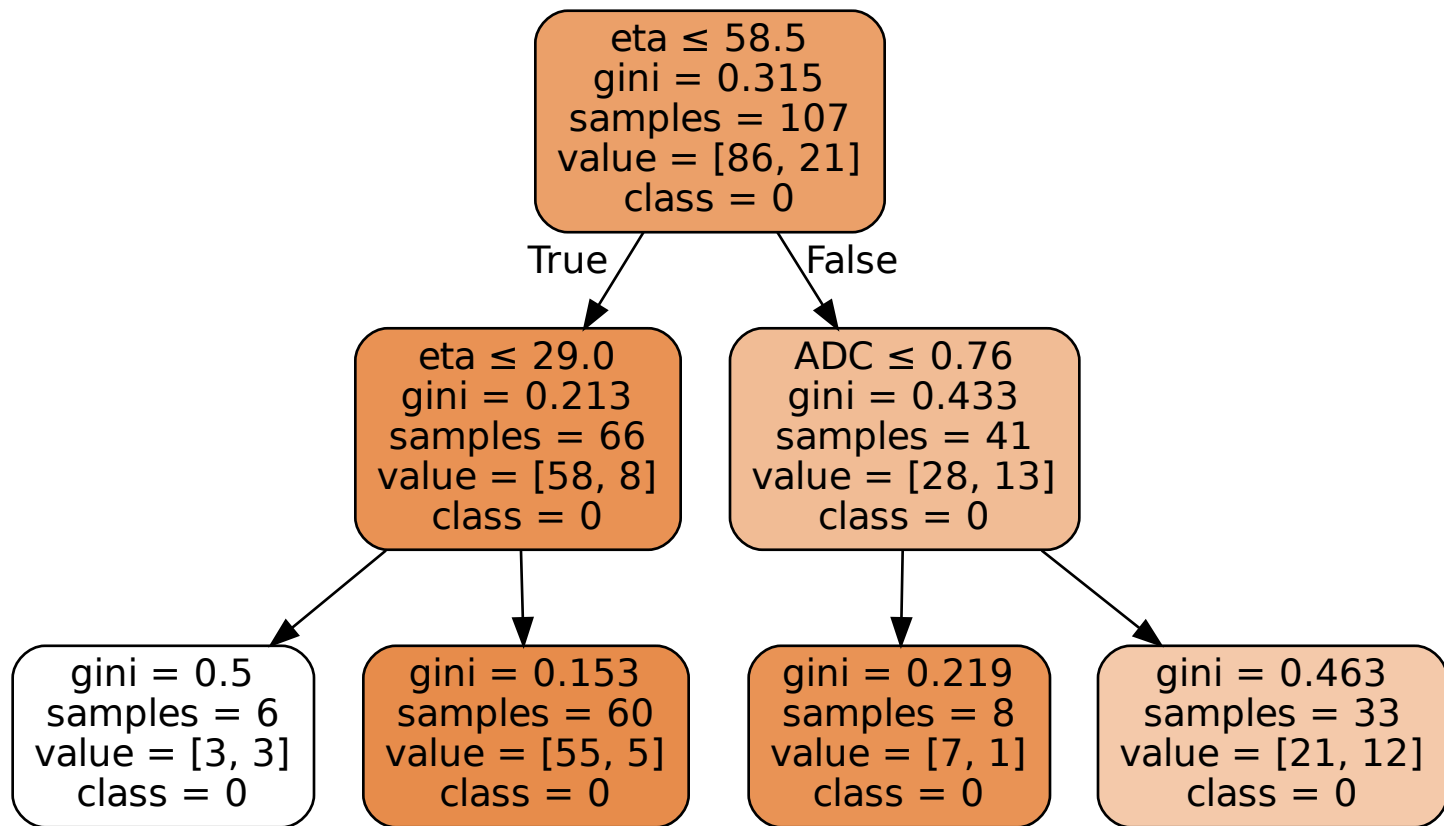 eta ≤ 58.5
gini = 0.315
samples = 107
value = [86, 21]
class = 0
True
False
eta ≤ 29.0
gini = 0.213
samples = 66
value = [58, 8]
class = 0
ADC ≤ 0.76
gini = 0.433
samples = 41
value = [28, 13]
class = 0
gini = 0.5
samples = 6
value = [3, 3]
class = 0
gini = 0.153
samples = 60
value = [55, 5]
class = 0
gini = 0.219
samples = 8
value = [7, 1]
class = 0
gini = 0.463
samples = 33
value = [21, 12]
class = 0